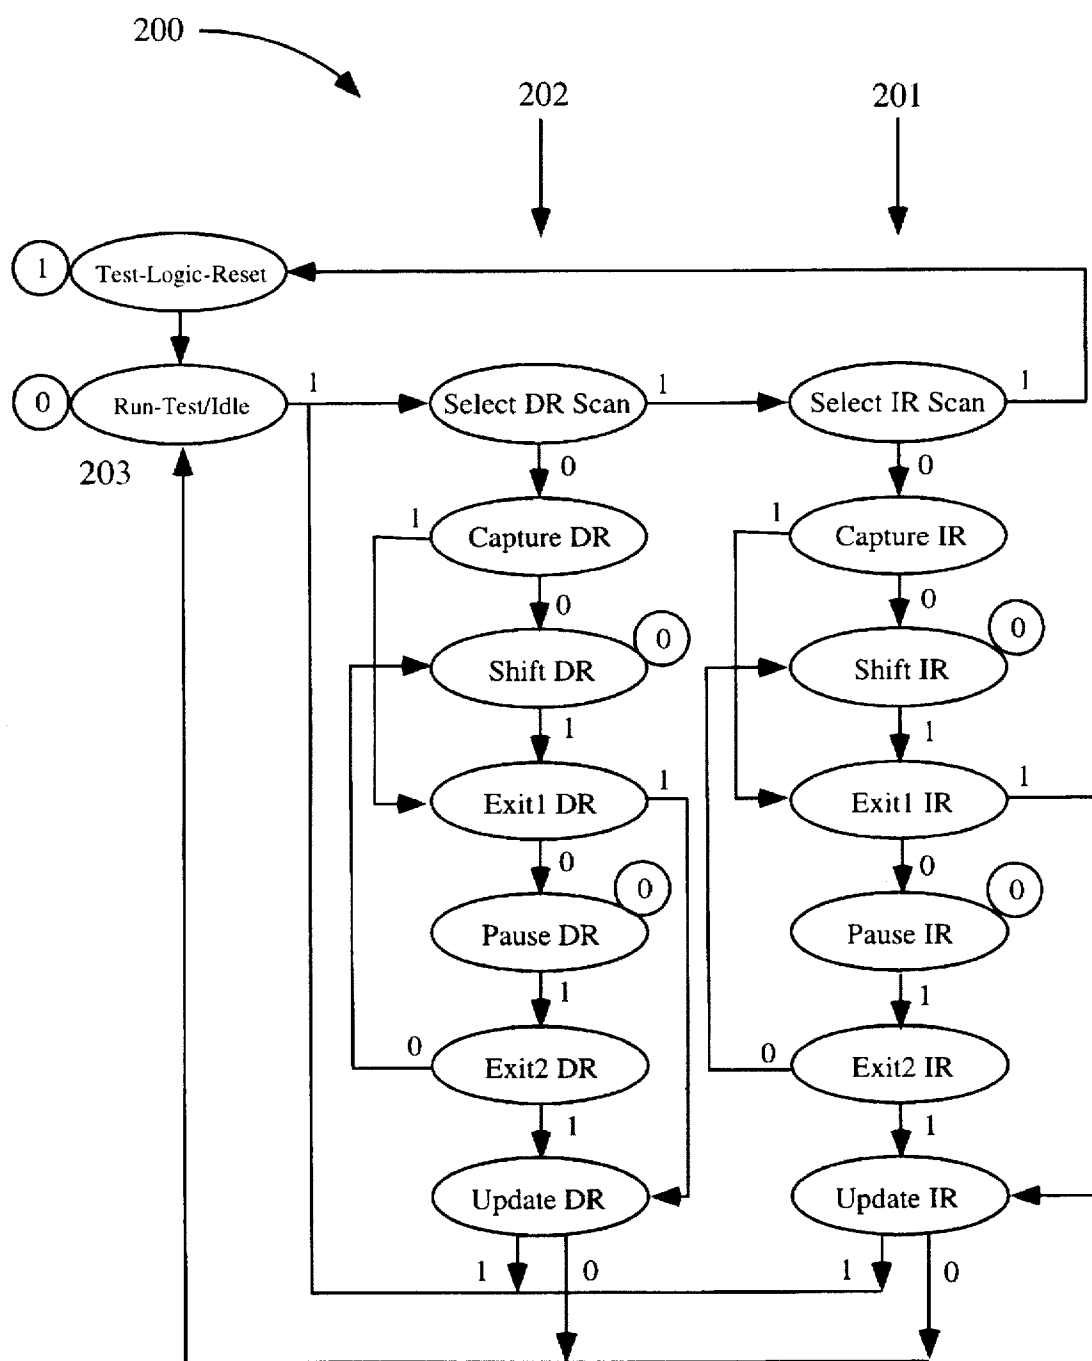 200
202
201
1
Test-Logic-Reset
0
Run-Test/Idle
1
Select DR Scan
1
Select IR Scan
1
203
0
0
1
Capture DR
1
Capture IR
0
0
0
0
Shift DR
Shift IR
1
1
Exit1 DR
1
Exit1 IR
1
0
0
0
0
Pause DR
Pause IR
1
1
0
Exit2 DR
0
Exit2 IR
1
1
Update DR
Update IR
1
0
1
0